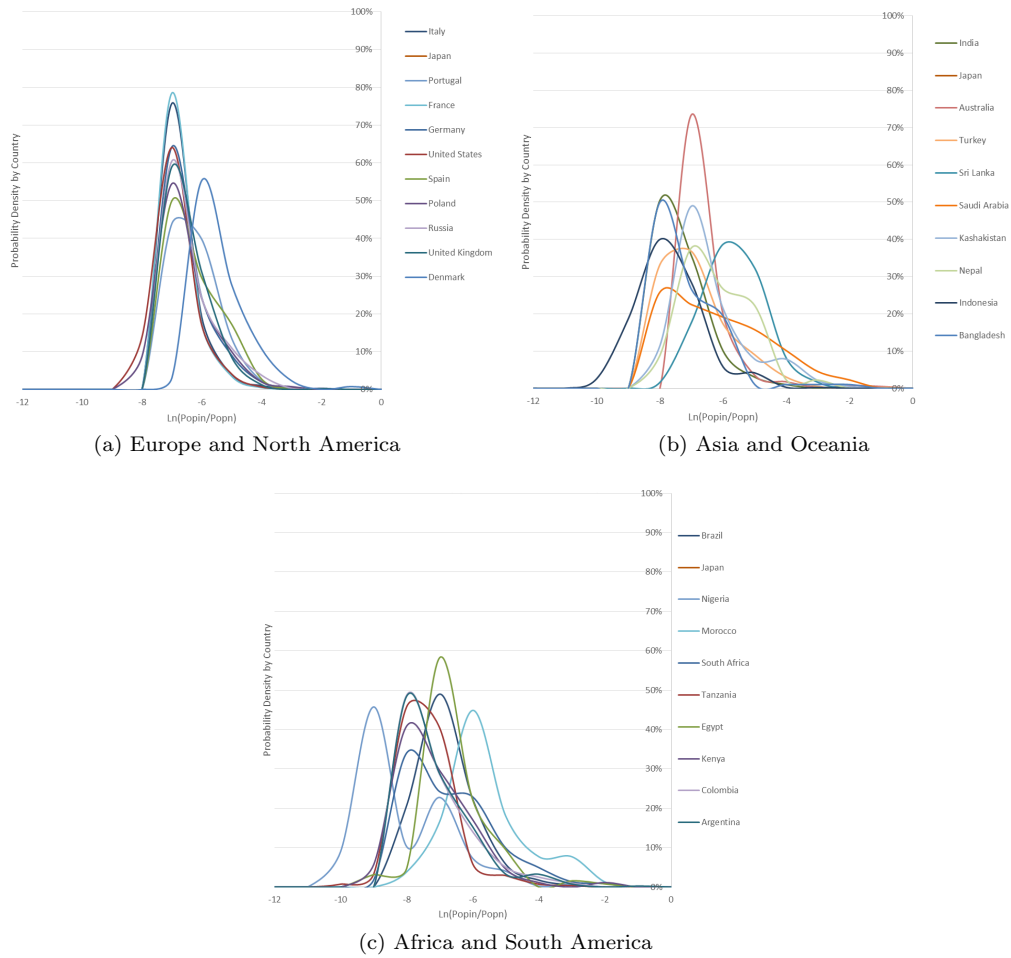 100%
90%
80%
70%
60%
50%
40%
30%
20%
10%
0%
-12
-10
-8
-6
-4
-2
0
Probability Density by Country
Ln(Popin/Popn)
Italy
Japan
Portugal
France
Germany
United States
Spain
Poland
Russia
United Kingdom
Denmark
(a) Europe and North America
100%
90%
80%
70%
60%
50%
40%
30%
20%
10%
0%
-12
-10
-8
-6
-4
-2
0
Probability Density by Country
Ln(Popin/Popn)
India
Japan
Australia
Turkey
Sri Lanka
Saudi Arabia
Kashakistan
Nepal
Indonesia
Bangladesh
(b) Asia and Oceania
100%
90%
80%
70%
60%
50%
40%
30%
20%
10%
0%
-12
-10
-8
-6
-4
-2
0
Probability Density by Country
Ln(Popin/Popn)
Brazil
Japan
Nigeria
Morocco
South Africa
Tanzania
Egypt
Kenya
Colombia
Argentina
(c) Africa and South America